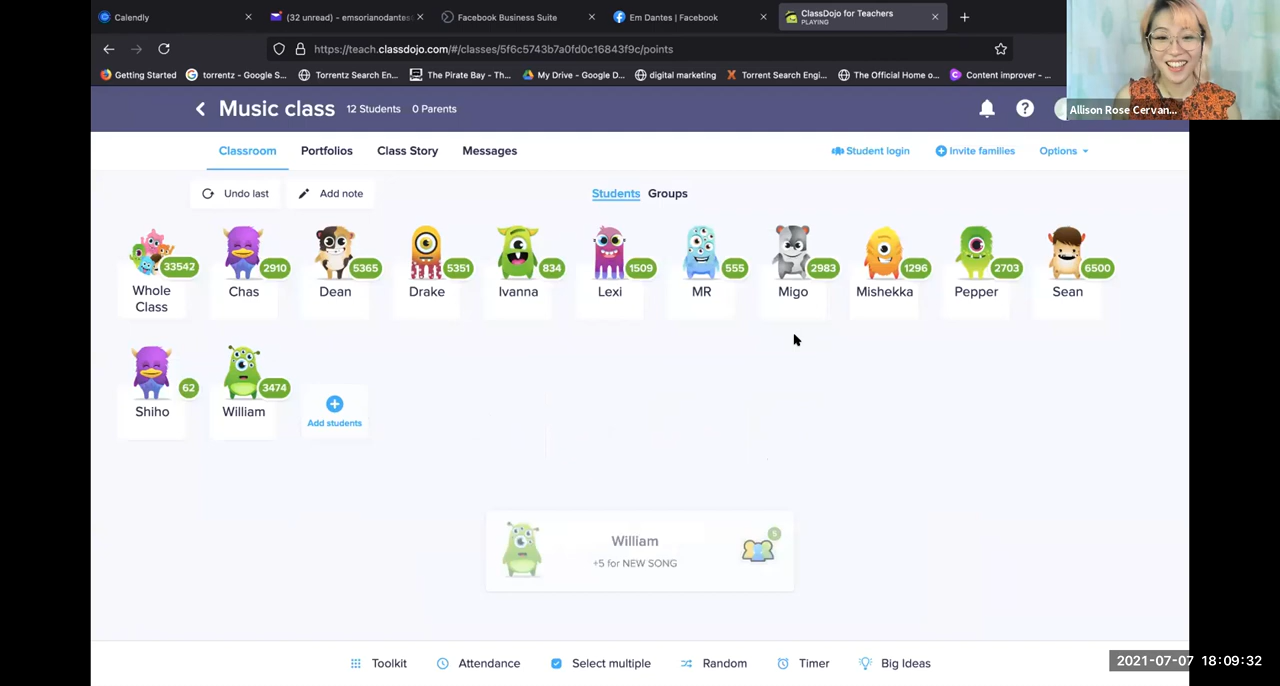 Calendly
(32 unread) - emsorianodantes
Facebook Business Suite
Em Dantes | Facebook
ClassDojo for Teachers
PLAYING
https://teach.classdojo.com/#/classes/5f6c5743b7a0fd0c16843f9c/points
Getting Started
torrentz - Google S...
Torrentz Search En...
The Pirate Bay - Th...
My Drive - Google D...
digital marketing
Torrent Search Engi...
The Official Home o...
Content improver - ...
Allison Rose Cervan...
Music class 12 Students 0 Parents
Classroom Portfolios Class Story Messages
Student login Invite families Options
Undo last Add note
Students Groups
33542
Whole
Class
2910
Chas
5365
Dean
5351
Drake
834
Ivanna
1509
Lexi
555
MR
2983
Migo
1296
Mishekka
2703
Pepper
6500
Sean
62
Shiho
3474
William
Add students
William
5
+5 for NEW SONG
Toolkit Attendance Select multiple Random Timer Big Ideas
2021-07-07 18:09:32